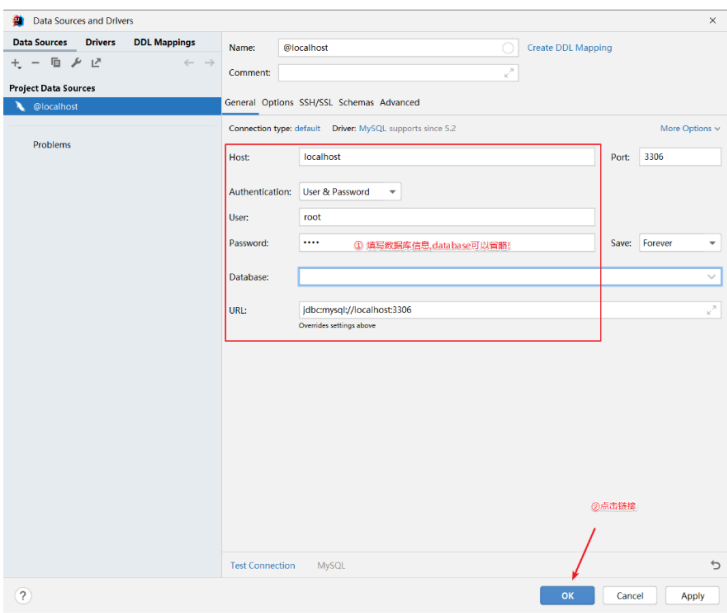 Data Sources and Drivers
Data Sources Drivers DDL Mappings
Project Data Sources
@localhost
Problems
Name: @localhost Create DDL Mapping
Comment:
General Options SSH/SSL Schemas Advanced
Connection type: default Driver: MySQL supports since 5.2 More Options
Host: localhost Port: 3306
Authentication: User & Password
User: root
Password: •••• ① 填写数据库信息,database可以省略! Save: Forever
Database:
URL: jdbc:mysql://localhost:3306
Overrides settings above
②点击链接
Test Connection MySQL
? OK Cancel Apply